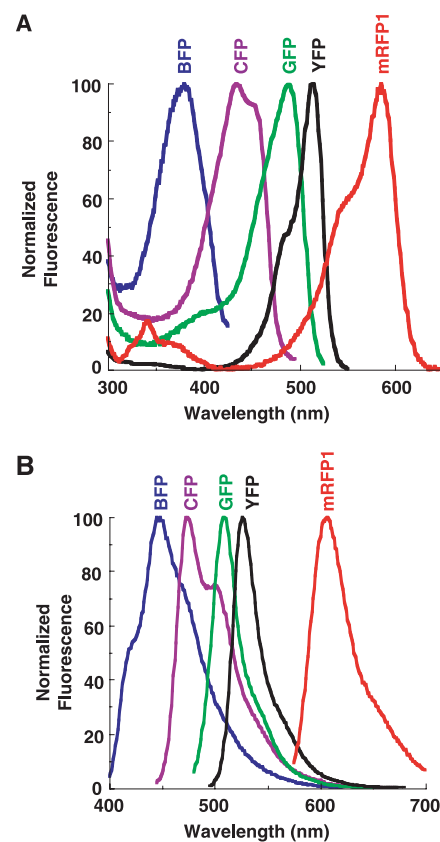 A
BFP
CFP
GFP
YFP
mRFP1
100
80
60
40
20
0
Normalized
Fluorescence
300
400
500
600
Wavelength (nm)
B
BFP
CFP
GFP
YFP
mRFP1
100
80
60
40
20
0
Normalized
Fluorescence
400
500
600
700
Wavelength (nm)